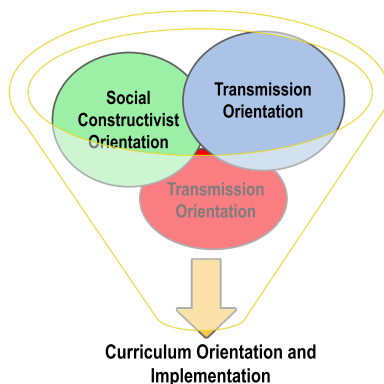 Social
Constructivist
Orientation
Transmission
Orientation
Transmission
Orientation
Curriculum Orientation and
Implementation